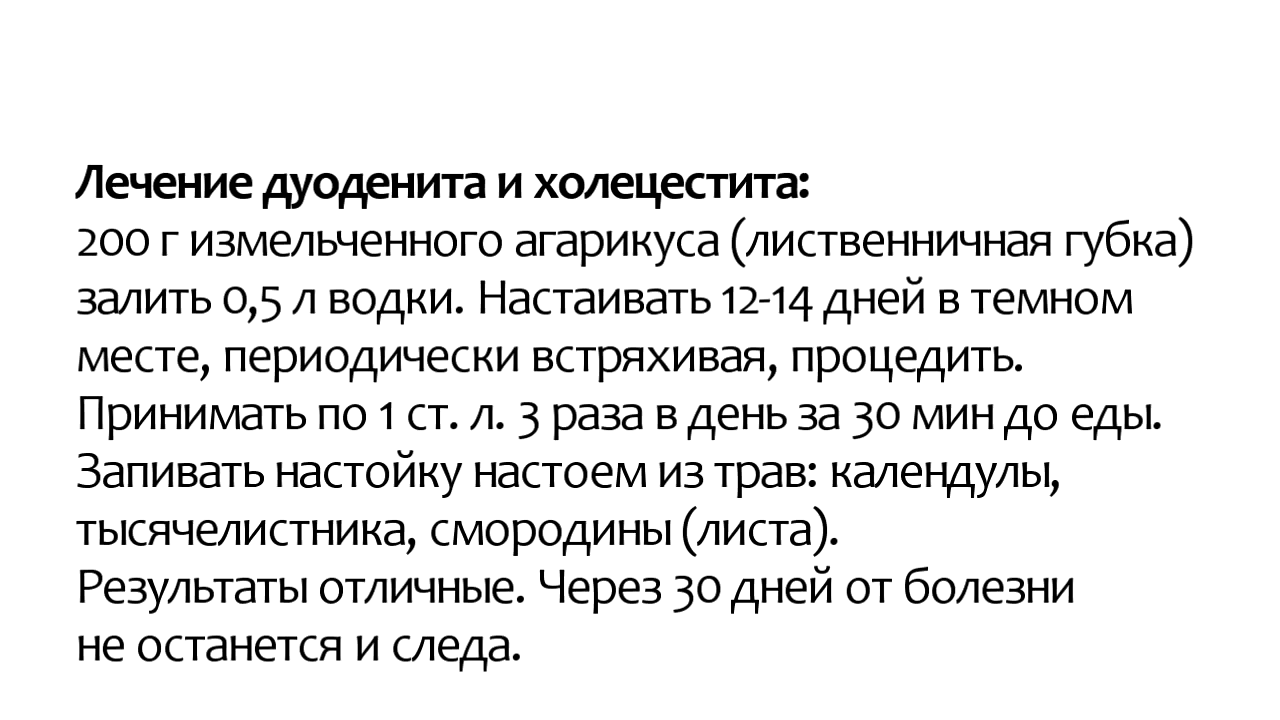 Лечение дуоденита и холецестита:
200 г измельченного агарикуса (лиственничная губка)
залить 0,5 л водки. Настаивать 12-14 дней в темном
месте, периодически встряхивая, процедить.
Принимать по 1 ст. л. 3 раза в день за 30 мин до еды.
Запивать настойку настоем из трав: календулы,
тысячелистника, смородины (листа).
Результаты отличные. Через 30 дней от болезни
не останется и следа.